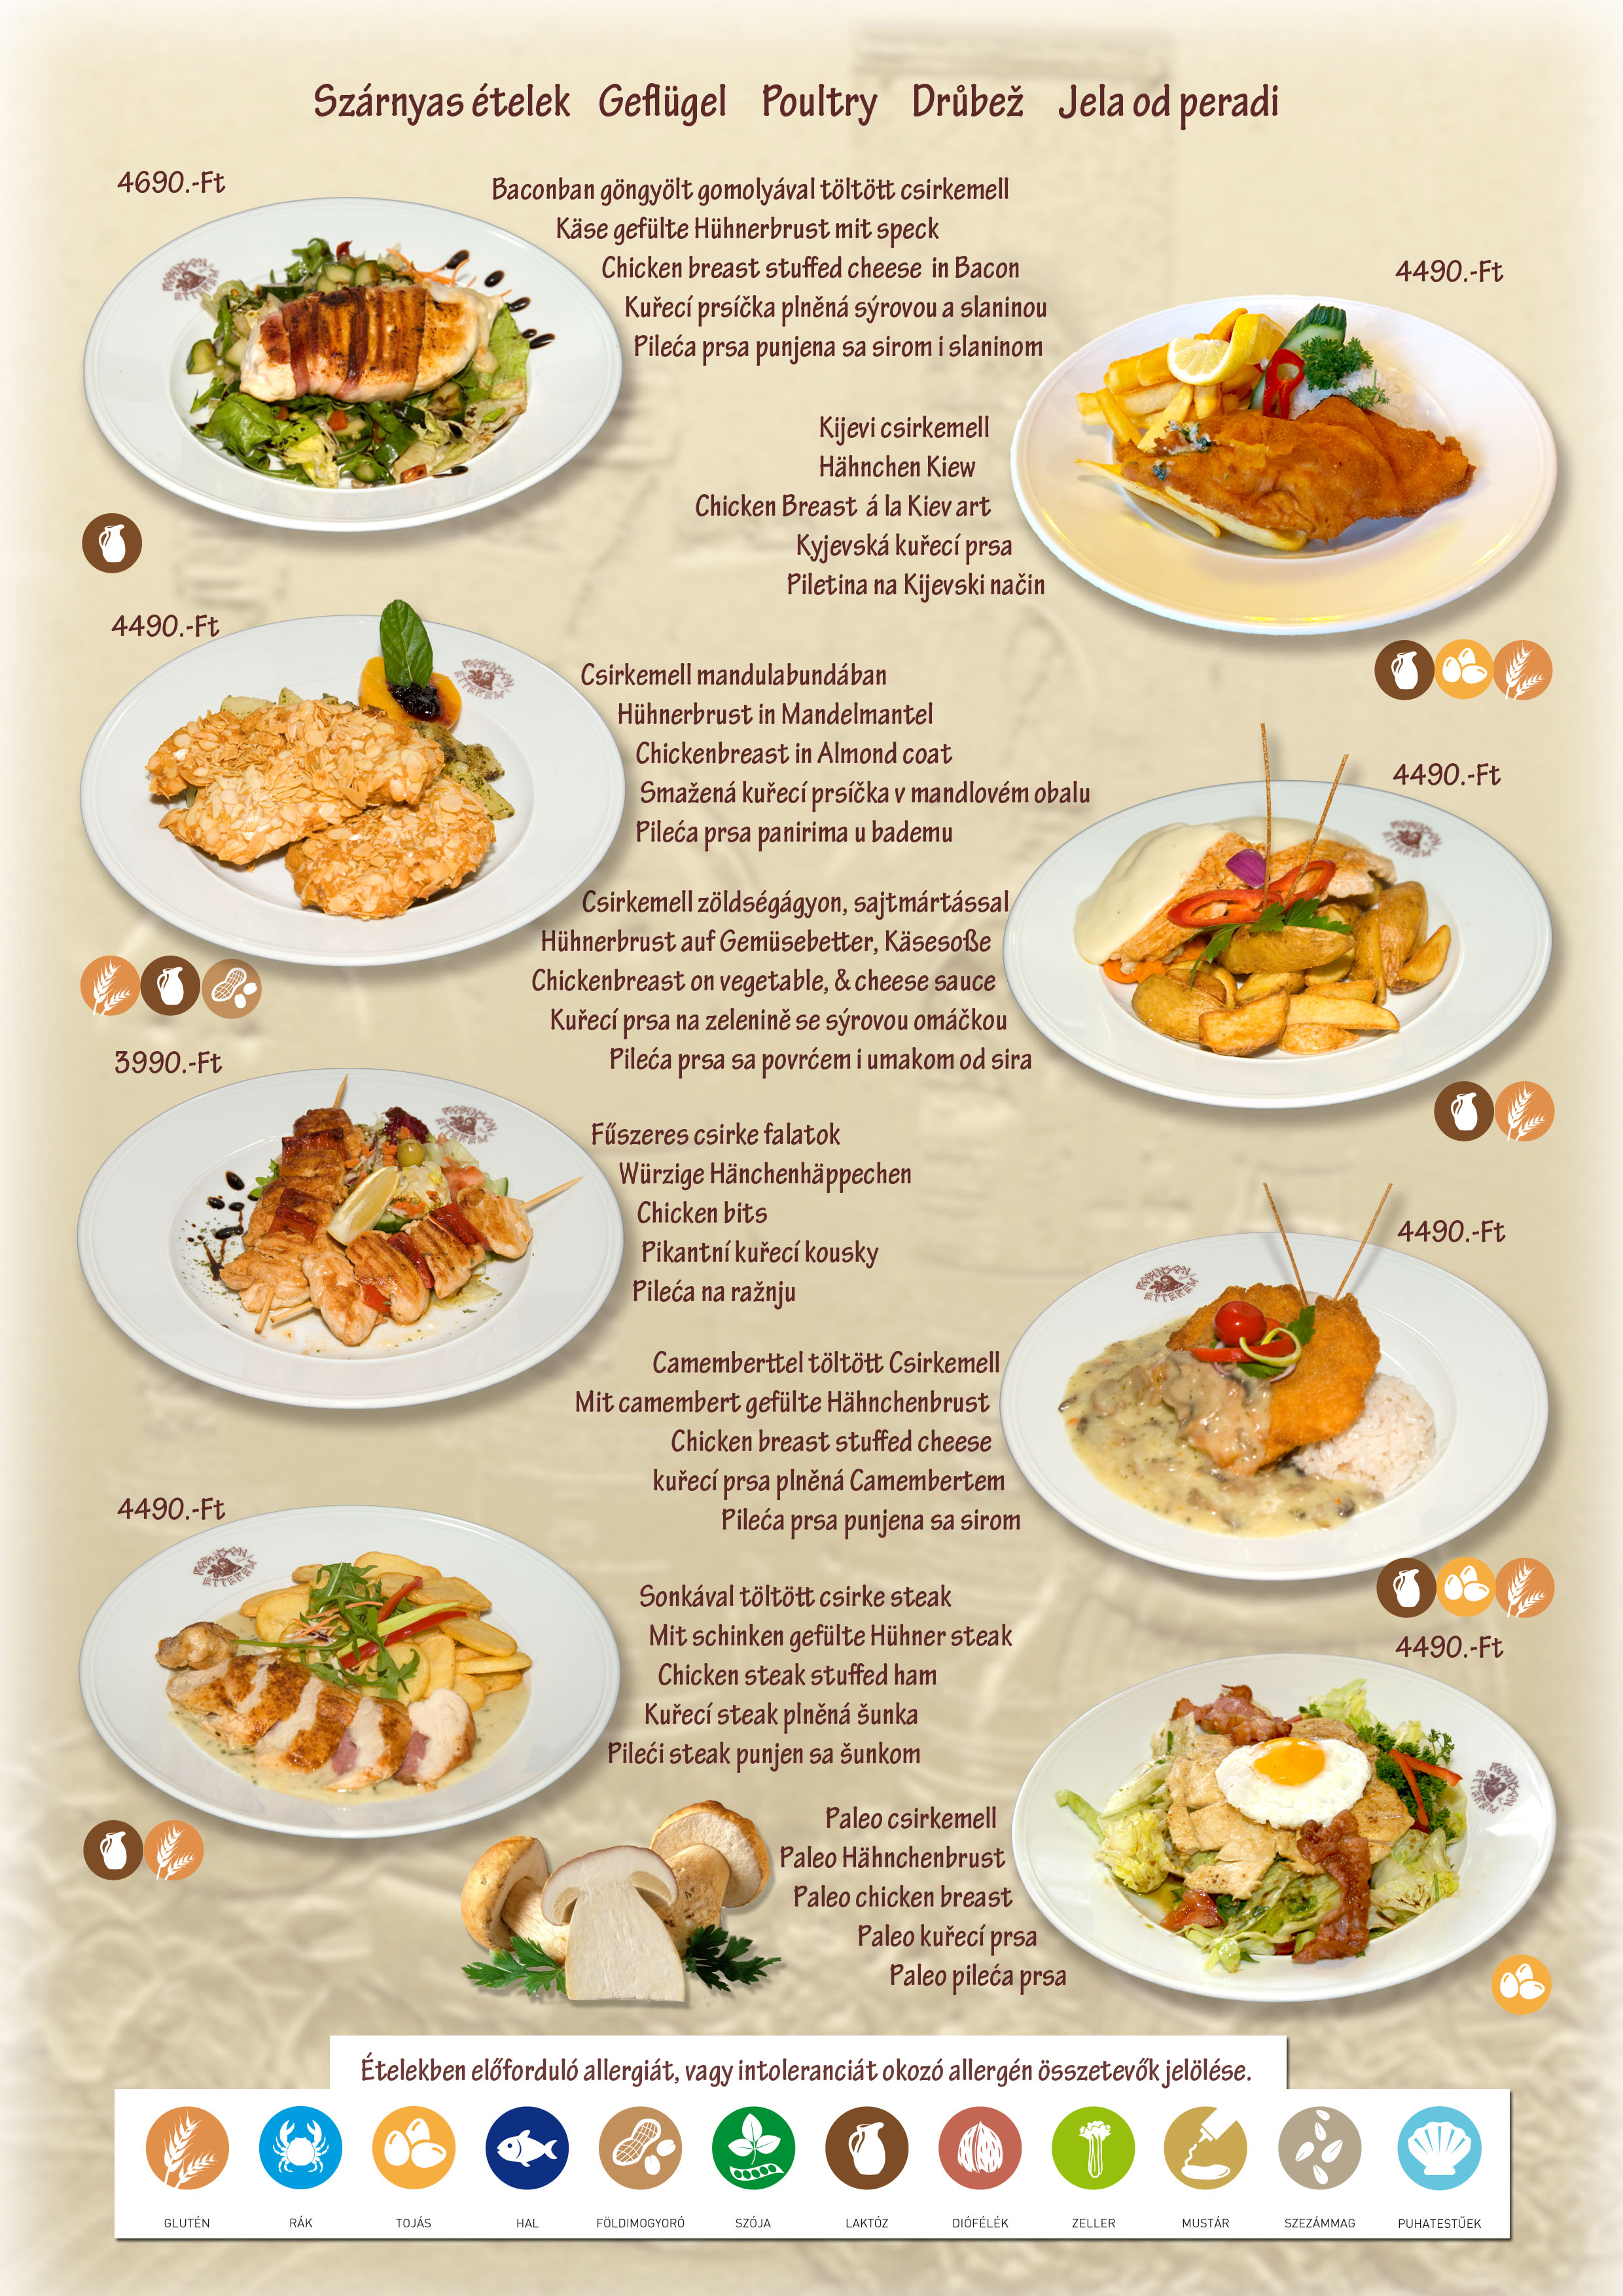 Szárnyas ételek Geflügel Poultry Drůbež Jela od peradi
4690.-Ft
Baconban göngyölt gomolyával töltött csirkemell
Käse gefülte Hühnerbrust mit speck
Chicken breast stuffed cheese in Bacon
Kuřecí prsíčka plněná sýrovou a slaninou
Pileća prsa punjena sa sirom i slaninom
4490.-Ft
Kijevi csirkemell
Hähnchen Kiew
Chicken Breast á la Kiev art
Kyjevská kuřecí prsa
Piletina na Kijevski način
4490.-Ft
Csirkemell mandulabundában
Hühnerbrust in Mandelmantel
Chickenbreast in Almond coat
Smažená kuřecí prsíčka v mandlovém obalu
Pileća prsa panirima u bademu
4490.-Ft
Csirkemell zöldségágyon, sajtmártással
Hühnerbrust auf Gemüsebetter, Käsesoße
Chickenbreast on vegetable, & cheese sauce
Kuřecí prsa na zelenině se sýrovou omáčkou
Pileća prsa sa povrćem i umakom od sira
3990.-Ft
Fűszeres csirke falatok
Würzige Hänchenhäppechen
Chicken bits
Pikantní kuřecí kousky
Pileća na ražnju
4490.-Ft
Camemberttel töltött Csirkemell
Mit camembert gefülte Hähnchenbrust
Chicken breast stuffed cheese
kuřecí prsa plněná Camembertem
Pileća prsa punjena sa sirom
4490.-Ft
Sonkával töltött csirke steak
Mit schinken gefülte Hühner steak
Chicken steak stuffed ham
Kuřecí steak plněná šunka
Pileći steak punjen sa šunkom
4490.-Ft
Paleo csirkemell
Paleo Hähnchenbrust
Paleo chicken breast
Paleo kuřecí prsa
Paleo pileća prsa
Ételekben előforduló allergiát, vagy intoleranciát okozó allergén összetevők jelölése.
GLUTÉN RÁK TOJÁS HAL FÖLDIMOGYORÓ SZÓJA LAKTÓZ DIÓFÉLÉK ZELLER MUSTÁR SZEZÁMMAG PUHATESTŰEK